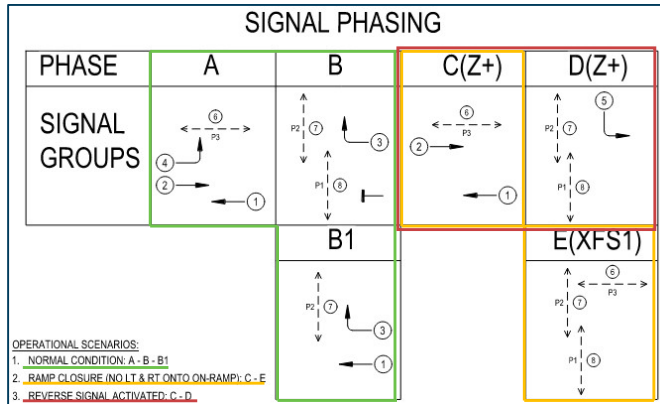 SIGNAL PHASING
PHASE A B C(Z+) D(Z+)
SIGNAL GROUPS
6
P3
4
2
1
P2 7
3
P1 8
6
P3
2
1
5
P2 7
P1 8
B1 E(XFS1)
P2 7
3
1
6
P3
P2 7
P1 8
OPERATIONAL SCENARIOS:
1. NORMAL CONDITION: A - B - B1
2. RAMP CLOSURE (NO LT & RT ONTO ON-RAMP): C - E
3. REVERSE SIGNAL ACTIVATED: C - D